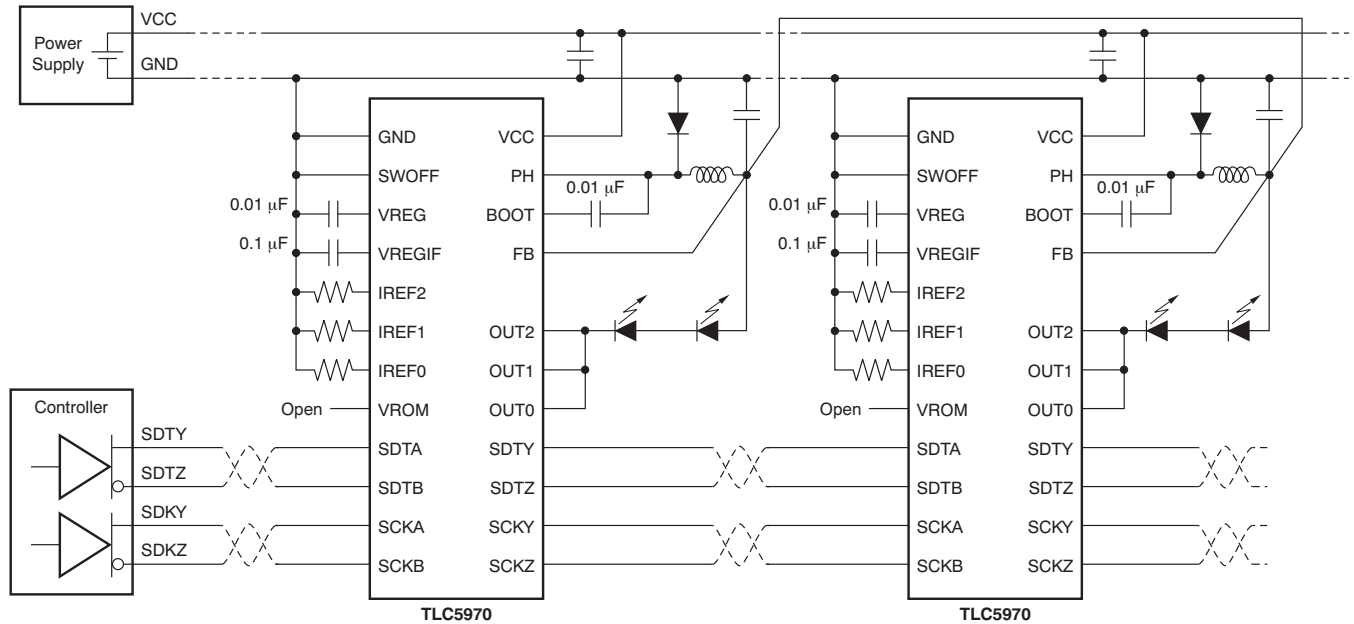 VCC
Power
Supply
GND
GND
VCC
SWOFF
PH
0.01 μF
VREG
BOOT
0.01 μF
0.1 μF
VREGIF
FB
IREF2
IREF1
OUT2
IREF0
OUT1
Open
VROM
OUT0
SDTA
SDTY
SDTB
SDTZ
SCKA
SCKY
SCKB
SCKZ
TLC5970
GND
VCC
SWOFF
PH
0.01 μF
VREG
BOOT
0.01 μF
0.1 μF
VREGIF
FB
IREF2
IREF1
OUT2
IREF0
OUT1
Open
VROM
OUT0
SDTA
SDTY
SDTB
SDTZ
SCKA
SCKY
SCKB
SCKZ
TLC5970
Controller
SDTY
SDTZ
SDKY
SDKZ